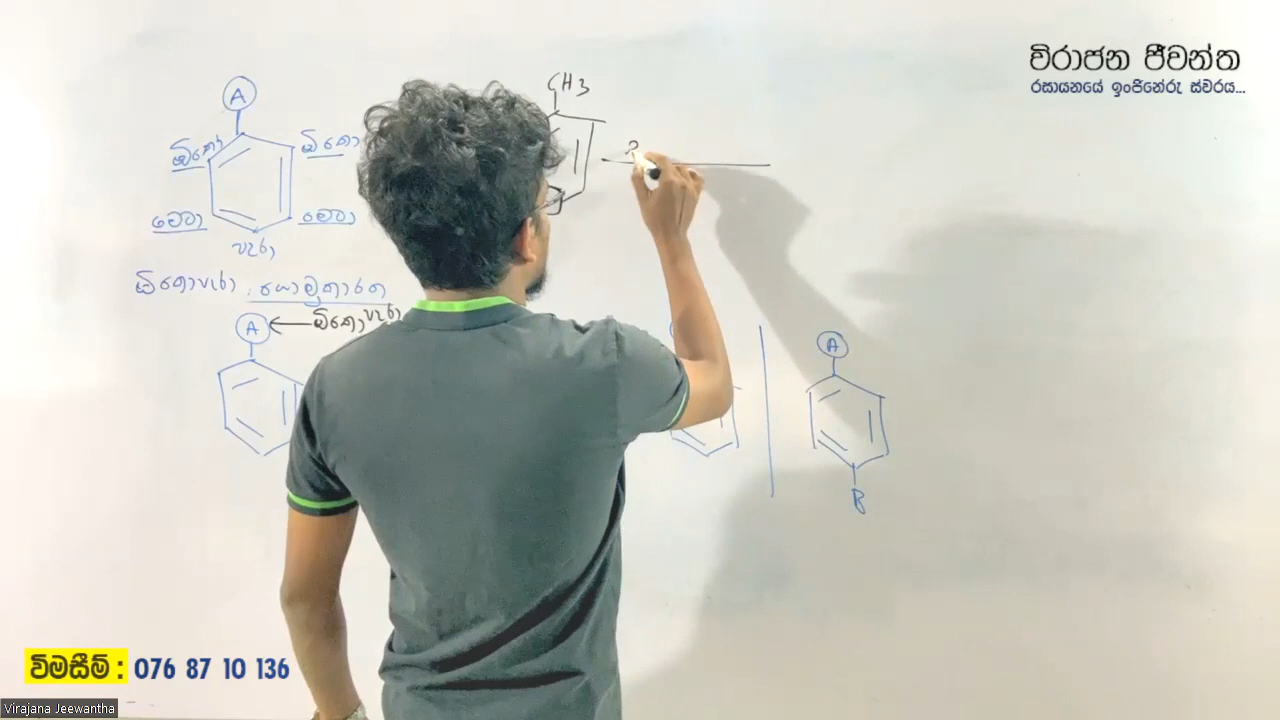 විරාජන ජීවන්ත
රසායනයේ ඉංජිනේරු ස්වරය...
CH3
A
ඕතෝ
ඕතෝ
මෙටා
මෙටා
පැරා
ඕතෝපැරා යොමුකාරක
A
ඕතෝ පැරා
A
B
විමසීම් : 076 87 10 136
Virajana Jeewantha